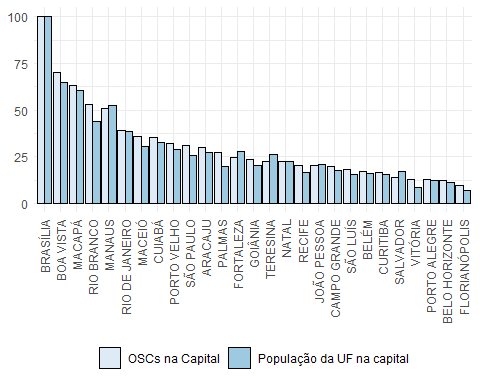 100
75
50
25
0
BRASÍLIA
BOA VISTA
MACAPÁ
RIO BRANCO
MANAUS
RIO DE JANEIRO
MACEIÓ
CUIABÁ
PORTO VELHO
SÃO PAULO
ARACAJU
PALMAS
FORTALEZA
GOIÂNIA
TERESINA
NATAL
RECIFE
JOÃO PESSOA
CAMPO GRANDE
SÃO LUÍS
BELÉM
CURITIBA
SALVADOR
VITÓRIA
PORTO ALEGRE
BELO HORIZONTE
FLORIANÓPOLIS
OSCs na Capital
População da UF na capital